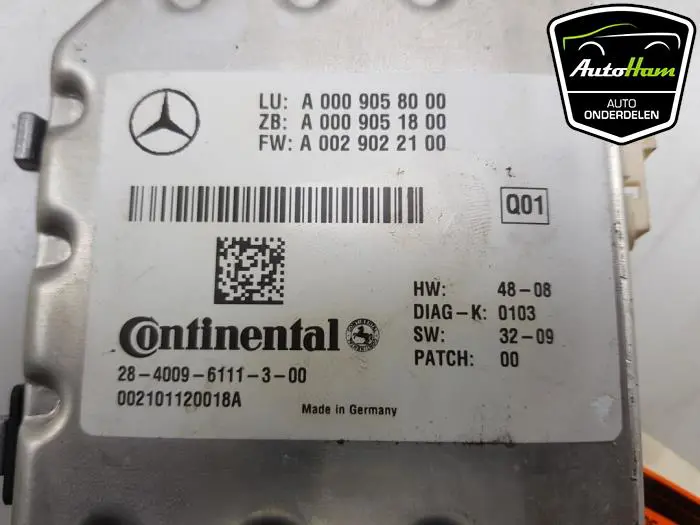 AutoHam
AUTO
ONDERDELEN
LU: A 000 905 80 00
ZB: A 000 905 18 00
FW: A 002 902 21 00
Q01
HW: 48-08
DIAG-K: 0103
SW: 32-09
PATCH: 00
Continental
28-4009-6111-3-00
002101120018A
Made in Germany